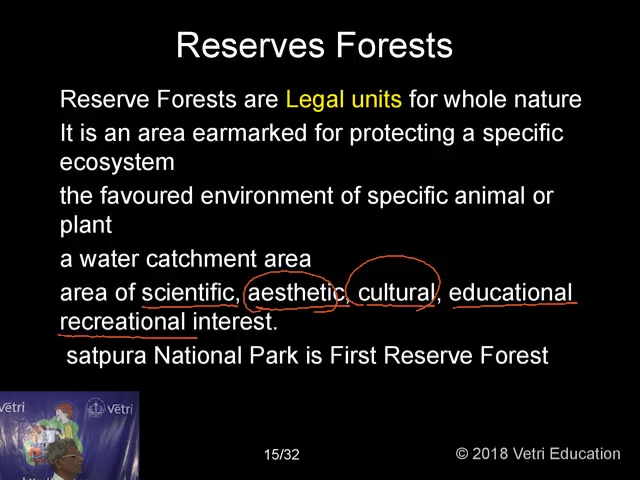 Reserves Forests
Reserve Forests are Legal units for whole nature
It is an area earmarked for protecting a specific
ecosystem
the favoured environment of specific animal or
plant
a water catchment area
area of scientific, aesthetic, cultural, educational
recreational interest.
satpura National Park is First Reserve Forest
vetri
vetri
15/32
© 2018 Vetri Education